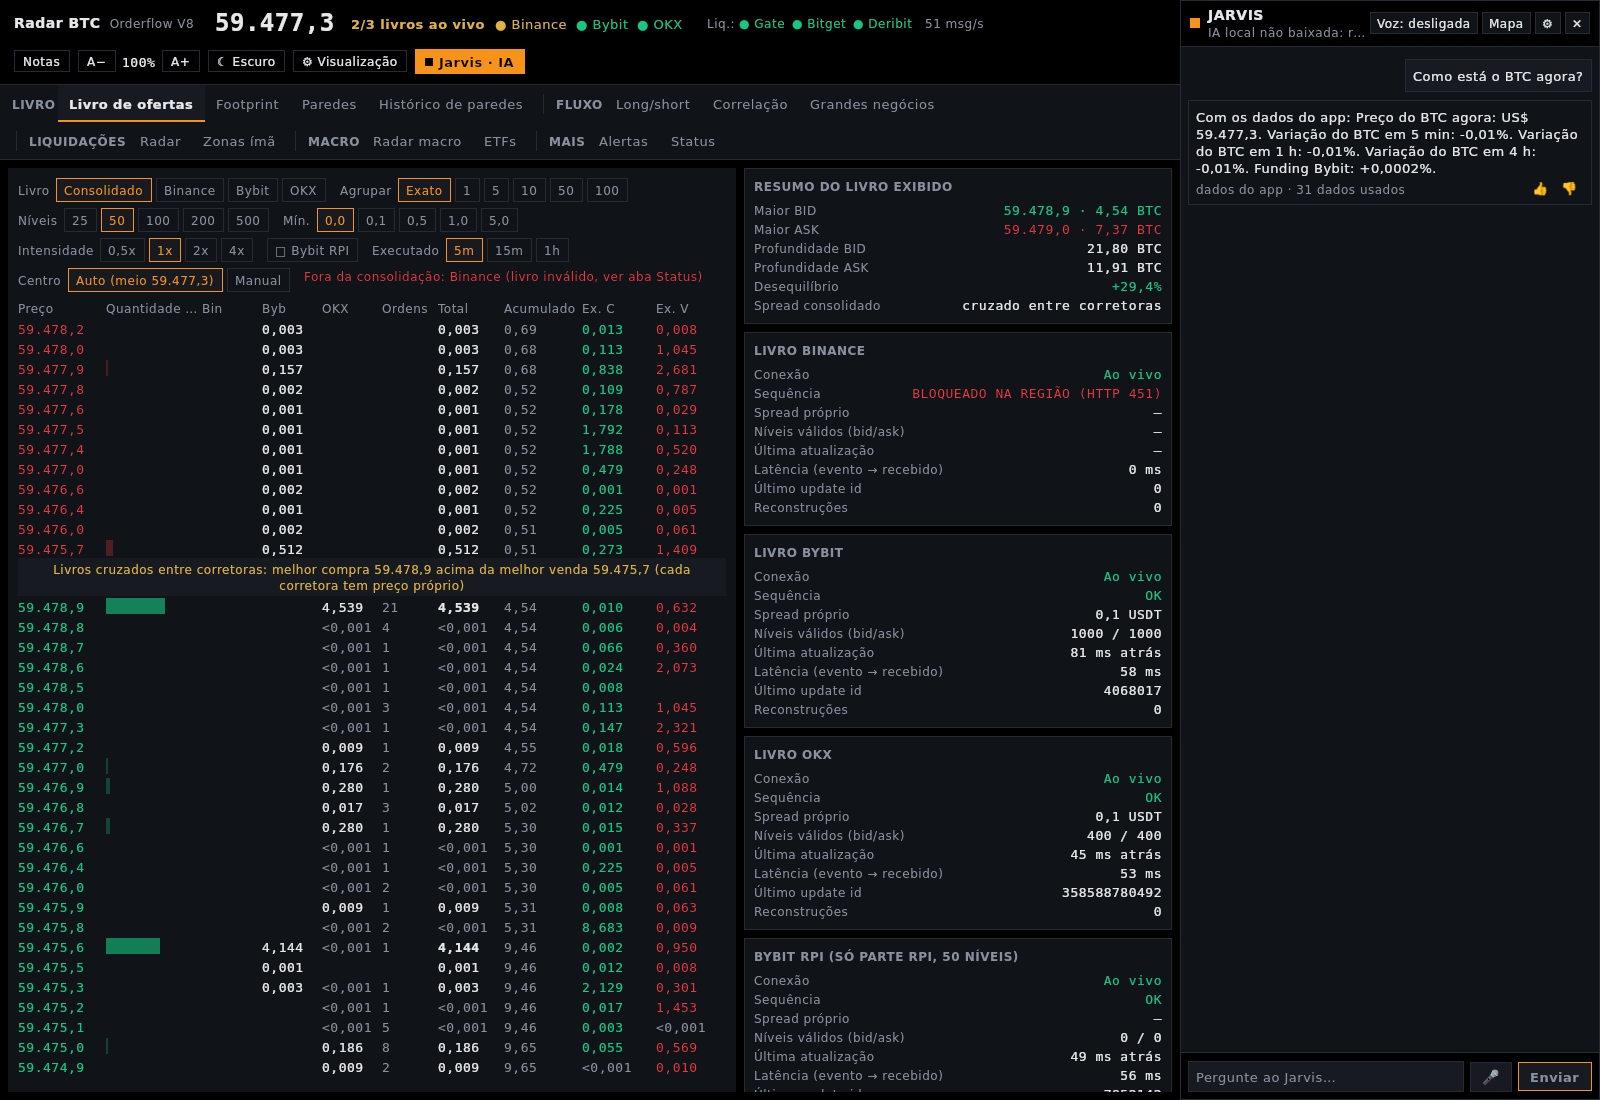 Radar BTC Orderflow V8 59.477,3 2/3 livros ao vivo ● Binance ● Bybit ● OKX Liq.: ● Gate ● Bitget ● Deribit 51 msg/s
Notas A− 100% A+ ☾ Escuro ⚙ Visualização ■ Jarvis · IA
LIVRO Livro de ofertas Footprint Paredes Histórico de paredes FLUXO Long/short Correlação Grandes negócios
LIQUIDAÇÕES Radar Zonas ímã MACRO Radar macro ETFs MAIS Alertas Status
Livro Consolidado Binance Bybit OKX Agrupar Exato 1 5 10 50 100
Níveis 25 50 100 200 500 Mín. 0,0 0,1 0,5 1,0 5,0
Intensidade 0,5x 1x 2x 4x □ Bybit RPI Executado 5m 15m 1h
Centro Auto (meio 59.477,3) Manual Fora da consolidação: Binance (livro inválido, ver aba Status)
Preço Quantidade ... Bin Byb OKX Ordens Total Acumulado Ex. C Ex. V
59.478,2 0,003 0,003 0,69 0,013 0,008
59.478,0 0,003 0,003 0,68 0,113 1,045
59.477,9 0,157 0,157 0,68 0,838 2,681
59.477,8 0,002 0,002 0,52 0,109 0,787
59.477,6 0,001 0,001 0,52 0,178 0,029
59.477,5 0,001 0,001 0,52 1,792 0,113
59.477,4 0,001 0,001 0,52 1,788 0,520
59.477,0 0,001 0,001 0,52 0,479 0,248
59.476,6 0,002 0,002 0,52 0,001 0,001
59.476,4 0,001 0,001 0,52 0,225 0,005
59.476,0 0,002 0,002 0,51 0,005 0,061
59.475,7 0,512 0,512 0,51 0,273 1,409
Livros cruzados entre corretoras: melhor compra 59.478,9 acima da melhor venda 59.475,7 (cada
corretora tem preço próprio)
59.478,9 4,539 21 4,539 4,54 0,010 0,632
59.478,8 <0,001 4 <0,001 4,54 0,006 0,004
59.478,7 <0,001 1 <0,001 4,54 0,066 0,360
59.478,6 <0,001 1 <0,001 4,54 0,024 2,073
59.478,5 <0,001 1 <0,001 4,54 0,008
59.478,0 <0,001 3 <0,001 4,54 0,113 1,045
59.477,3 <0,001 1 <0,001 4,54 0,147 2,321
59.477,2 0,009 1 0,009 4,55 0,018 0,596
59.477,0 0,176 2 0,176 4,72 0,479 0,248
59.476,9 0,280 1 0,280 5,00 0,014 1,088
59.476,8 0,017 3 0,017 5,02 0,012 0,028
59.476,7 0,280 1 0,280 5,30 0,015 0,337
59.476,6 <0,001 1 <0,001 5,30 0,001 0,001
59.476,4 <0,001 1 <0,001 5,30 0,225 0,005
59.476,0 <0,001 2 <0,001 5,30 0,005 0,061
59.475,9 0,009 1 0,009 5,31 0,008 0,063
59.475,8 <0,001 2 <0,001 5,31 8,683 0,009
59.475,6 4,144 <0,001 1 4,144 9,46 0,002 0,950
59.475,5 0,001 0,001 9,46 0,012 0,008
59.475,3 0,003 <0,001 1 0,003 9,46 2,129 0,301
59.475,2 <0,001 1 <0,001 9,46 0,017 1,453
59.475,1 <0,001 5 <0,001 9,46 0,003 <0,001
59.475,0 0,186 8 0,186 9,65 0,055 0,569
59.474,9 0,009 2 0,009 9,65 <0,001 0,010
RESUMO DO LIVRO EXIBIDO
Maior BID 59.478,9 · 4,54 BTC
Maior ASK 59.479,0 · 7,37 BTC
Profundidade BID 21,80 BTC
Profundidade ASK 11,91 BTC
Desequilíbrio +29,4%
Spread consolidado cruzado entre corretoras
LIVRO BINANCE
Conexão Ao vivo
Sequência BLOQUEADO NA REGIÃO (HTTP 451)
Spread próprio —
Níveis válidos (bid/ask) —
Última atualização —
Latência (evento → recebido) 0 ms
Último update id 0
Reconstruções 0
LIVRO BYBIT
Conexão Ao vivo
Sequência OK
Spread próprio 0,1 USDT
Níveis válidos (bid/ask) 1000 / 1000
Última atualização 81 ms atrás
Latência (evento → recebido) 58 ms
Último update id 4068017
Reconstruções 0
LIVRO OKX
Conexão Ao vivo
Sequência OK
Spread próprio 0,1 USDT
Níveis válidos (bid/ask) 400 / 400
Última atualização 45 ms atrás
Latência (evento → recebido) 53 ms
Último update id 358588780492
Reconstruções 0
BYBIT RPI (SÓ PARTE RPI, 50 NÍVEIS)
Conexão Ao vivo
Sequência OK
Spread próprio —
Níveis válidos (bid/ask) 0 / 0
Última atualização 49 ms atrás
Latência (evento → recebido) 56 ms
JARVIS
IA local não baixada: r... Voz: desligada Mapa ⚙ ×
Como está o BTC agora?
Com os dados do app: Preço do BTC agora: US$
59.477,3. Variação do BTC em 5 min: -0,01%. Variação
do BTC em 1 h: -0,01%. Variação do BTC em 4 h:
-0,01%. Funding Bybit: +0,0002%.
dados do app · 31 dados usados 👍 👎
Pergunte ao Jarvis... 🎤 Enviar